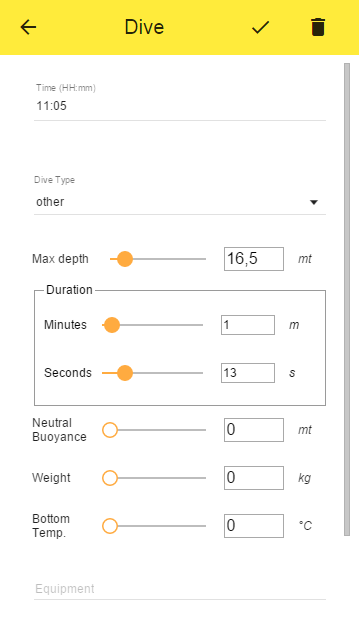 Dive
Time (HH:mm)
11:05
Dive Type
other
Max depth 16,5 mt
Duration
Minutes 1 m
Seconds 13 s
Neutral
Buoyance 0 mt
Weight 0 kg
Bottom
Temp. 0 °C
Equipment